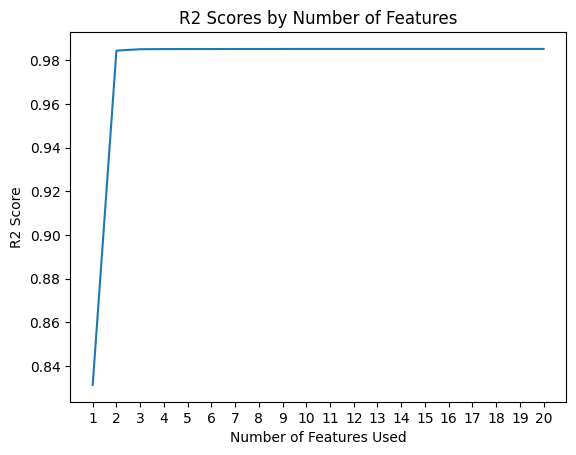 R2 Scores by Number of Features
R2 Score
0.98
0.96
0.94
0.92
0.90
0.88
0.86
0.84
1 2 3 4 5 6 7 8 9 10 11 12 13 14 15 16 17 18 19 20
Number of Features Used